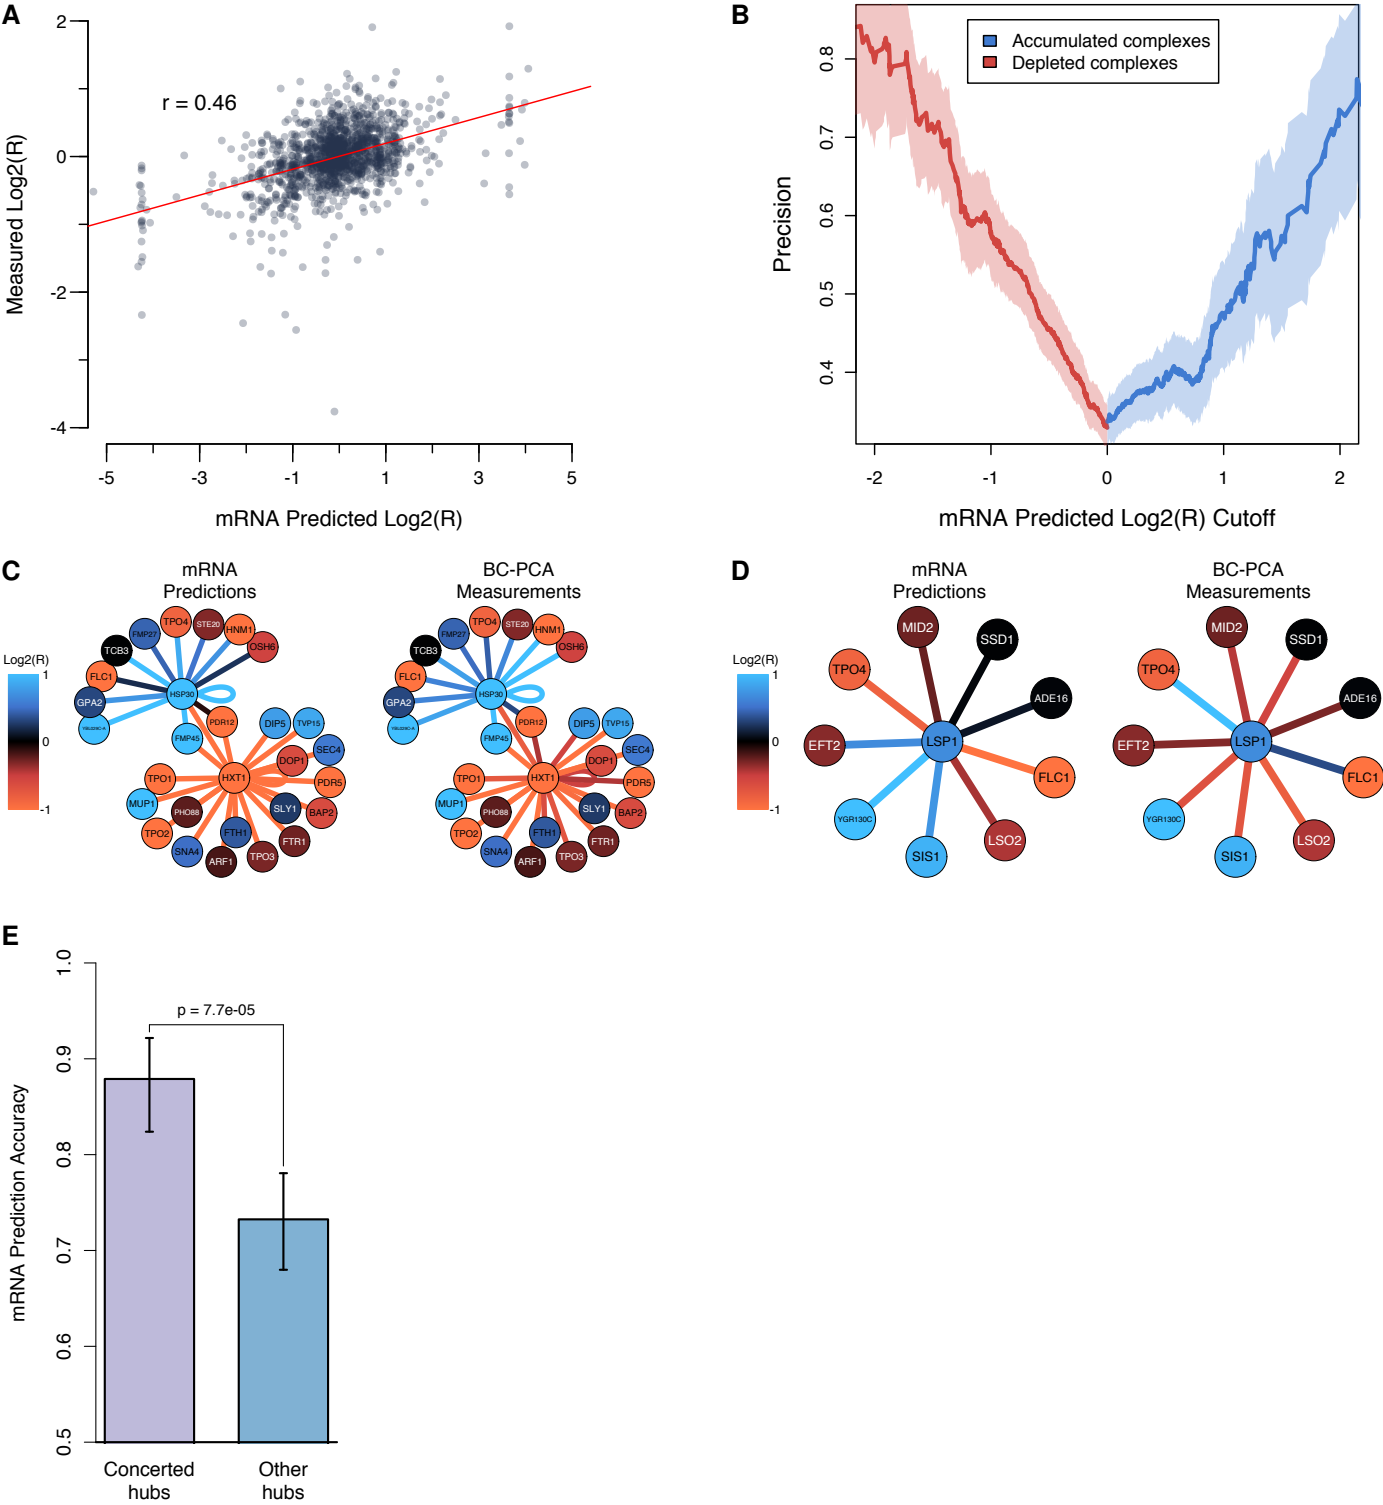 A
2
0
-2
-4
Measured Log2(R)
r = 0.46
-5
-3
-1
1
3
5
mRNA Predicted Log2(R)
B
Accumulated complexes
Depleted complexes
0.8
0.7
0.6
0.5
0.4
Precision
-2
-1
0
1
2
mRNA Predicted Log2(R) Cutoff
C
mRNA
Predictions
BC-PCA
Measurements
Log2(R)
1
0
-1
TPO4
STE20
FMP27
HNM1
OSH6
TCB3
FLC1
HSP30
GPA2
PDR12
DIP5
TVP15
FMP45
SEC4
DOP1
HXT1
TPO1
PDR5
MUP1
PHO88
SLY1
BAP2
TPO2
FTH1
FTR1
SNA4
ARF1
TPO3
TPO4
STE20
FMP27
HNM1
OSH6
TCB3
FLC1
HSP30
GPA2
PDR12
DIP5
TVP15
FMP45
SEC4
DOP1
HXT1
TPO1
PDR5
MUP1
PHO88
SLY1
BAP2
TPO2
FTH1
FTR1
SNA4
ARF1
TPO3
D
mRNA
Predictions
BC-PCA
Measurements
Log2(R)
1
0
-1
MID2
SSD1
TPO4
ADE16
EFT2
LSP1
FLC1
YGR130C
LSO2
SIS1
MID2
SSD1
TPO4
ADE16
EFT2
LSP1
FLC1
YGR130C
LSO2
SIS1
E
1.0
0.9
0.8
0.7
0.6
0.5
mRNA Prediction Accuracy
p = 7.7e-05
Concerted
hubs
Other
hubs